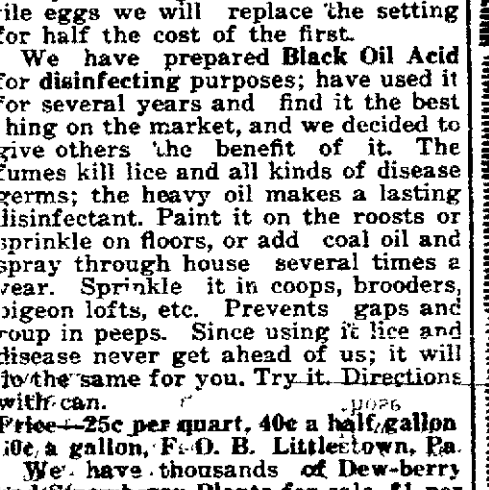 tile eggs we will replace the setting
for half the cost of the first.
We have prepared Black Oil Acid
for disinfecting purposes; have used it
for several years and find it the best
thing on the market, and we decided to
give others the benefit of it. The
fumes kill lice and all kinds of disease
germs; the heavy oil makes a lasting
disinfectant. Paint it on the roosts or
sprinkle on floors, or add coal oil and
spray through house several times a
year. Sprinkle it in coops, brooders,
pigeon lofts, etc. Prevents gaps and
roup in peeps. Since using it lice and
disease never get ahead of us; it will
do the same for you. Try it. Directions
with can.
Price—25c per quart, 40c a half gallon
a gallon, F. O. B. Littlestown, Pa.
We have thousands of Dew-berry
Plants for sale, $1 per